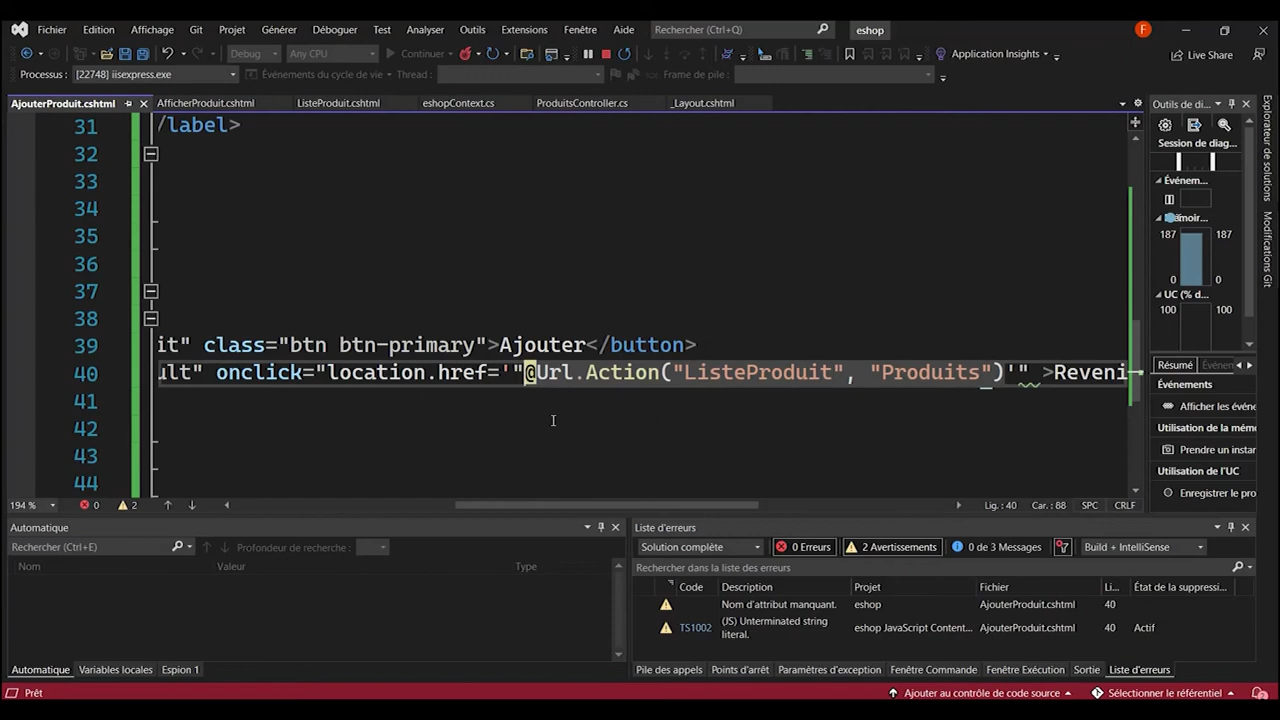 Fichier Edition Affichage Git Projet Générer Déboguer Test Analyser Outils Extensions Fenêtre Aide Rechercher (Ctrl+Q) eshop F
Debug Any CPU Continuer Application Insights Live Share
Processus : [22748] iisexpress.exe Événements du cycle de vie Thread : Frame de pile :
AjouterProduit.cshtml AfficherProduit.cshtml ListeProduit.cshtml eshopContext.cs ProduitsController.cs _Layout.cshtml Outils de di...
31 /label>
32
33
34
35
36
37
38
39 it" class="btn btn-primary">Ajouter</button>
40 ult" onclick="location.href='"@Url.Action("ListeProduit", "Produits")'" >Reveni
41
42
43
44
Session de diag...
Événem...
Mémoir...
187 187
0 0
UC (% d...
100 100
Résumé Événem
Événements
Afficher les événe
Utilisation de la mémo
Prendre un instan
Utilisation de l'UC
Enregistrer le pro
Explorateur de solutions
Modifications Git
194 % 0 2 Lig. : 40 Car. : 88 SPC CRLF
Automatique
Rechercher (Ctrl+E) Profondeur de recherche :
Nom Valeur Type
Liste d'erreurs
Solution complète 0 Erreurs 2 Avertissements 0 de 3 Messages Build + IntelliSense
Rechercher dans la liste des erreurs
Code Description Projet Fichier Li... État de la suppressi...
Nom d'attribut manquant. eshop AjouterProduit.cshtml 40
TS1002 (JS) Unterminated string literal. eshop JavaScript Content... AjouterProduit.cshtml 40 Actif
Automatique Variables locales Espion 1
Pile des appels Points d'arrêt Paramètres d'exception Fenêtre Commande Fenêtre Exécution Sortie Liste d'erreurs
Prêt Ajouter au contrôle de code source Sélectionner le référentiel